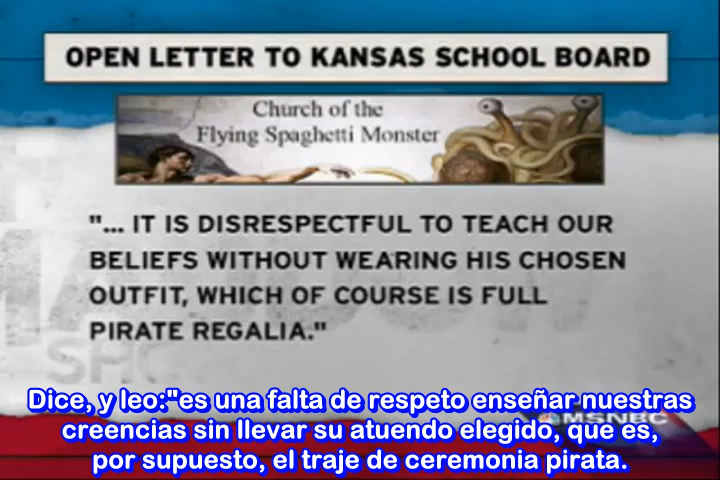 OPEN LETTER TO KANSAS SCHOOL BOARD
Church of the
Flying Spaghetti Monster
"... IT IS DISRESPECTFUL TO TEACH OUR
BELIEFS WITHOUT WEARING HIS CHOSEN
OUTFIT, WHICH OF COURSE IS FULL
PIRATE REGALIA."
Dice, y leo:"es una falta de respeto enseñar nuestras
creencias sin llevar su atuendo elegido, que es,
por supuesto, el traje de ceremonia pirata.
MSNBC